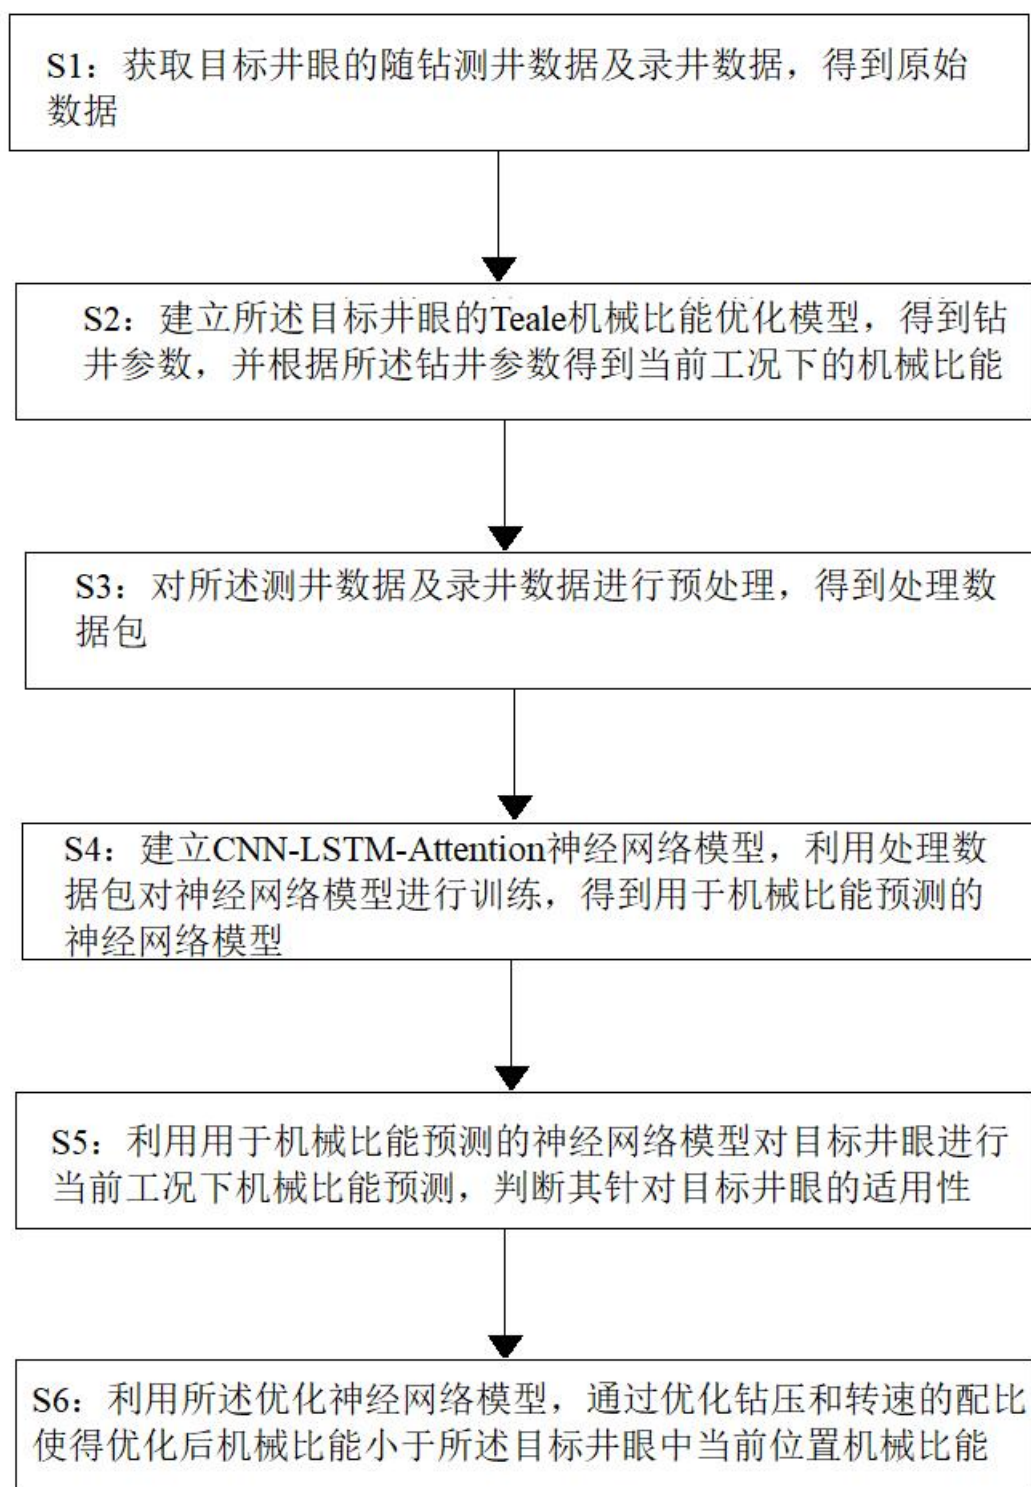 S1：获取目标井眼的随钻测井数据及录井数据，得到原始
数据
S2：建立所述目标井眼的Teale机械比能优化模型，得到钻
井参数，并根据所述钻井参数得到当前工况下的机械比能
S3：对所述测井数据及录井数据进行预处理，得到处理数
据包
S4：建立CNN-LSTM-Attention神经网络模型，利用处理数
据包对神经网络模型进行训练，得到用于机械比能预测的
神经网络模型
S5：利用用于机械比能预测的神经网络模型对目标井眼进行
当前工况下机械比能预测，判断其针对目标井眼的适用性
S6：利用所述优化神经网络模型，通过优化钻压和转速的配比
使得优化后机械比能小于所述目标井眼中当前位置机械比能